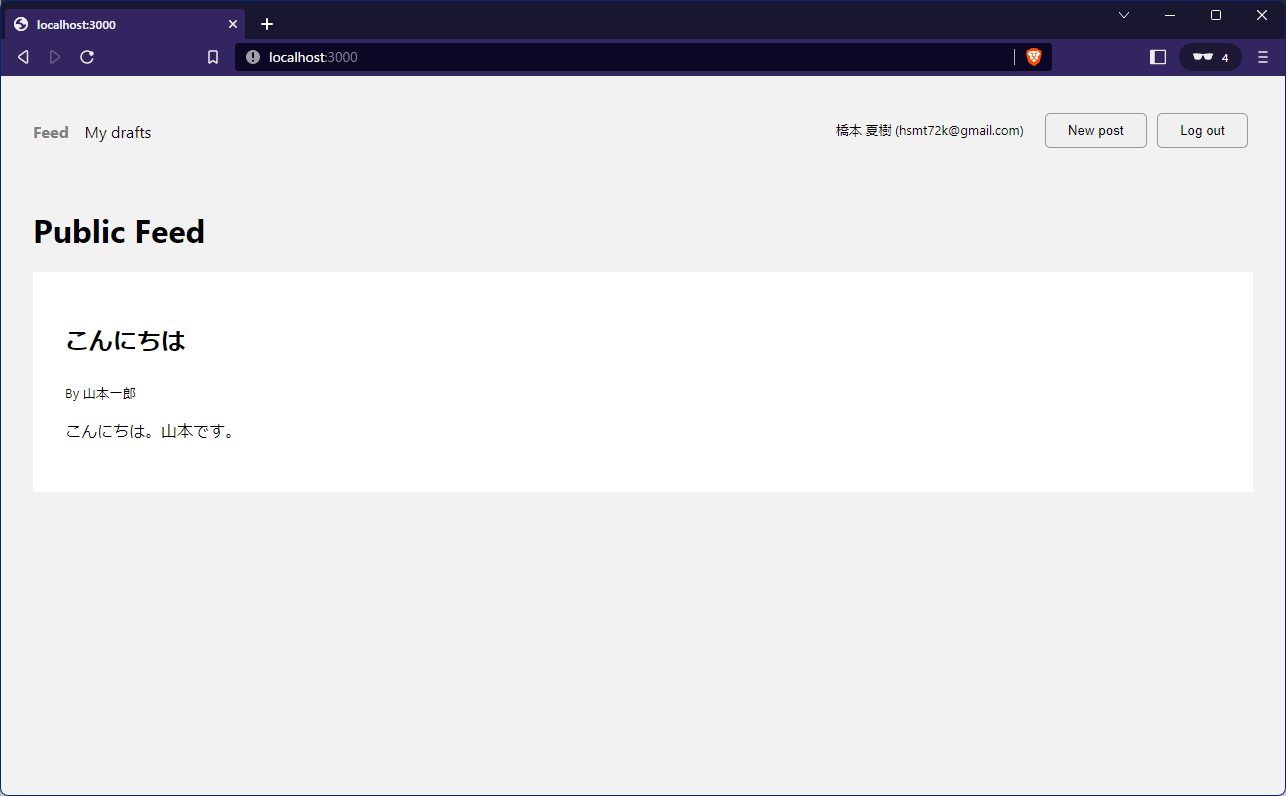 localhost:3000
localhost:3000
4
Feed My drafts
橋本 夏樹 (hsmt72k@gmail.com)
New post
Log out
Public Feed
こんにちは
By 山本一郎
こんにちは。山本です。